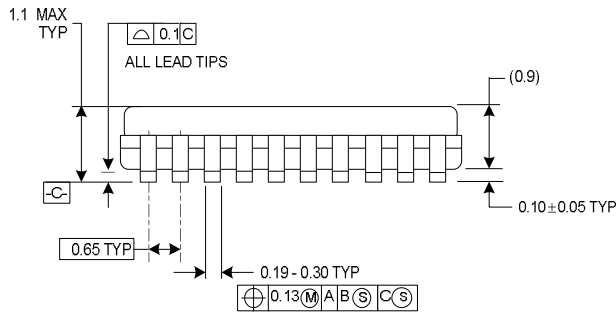 1.1 MAX
TYP
⌓ 0.1 C
ALL LEAD TIPS
(0.9)
-C-
0.10±0.05 TYP
0.65 TYP
0.19 - 0.30 TYP
⌖ 0.13 Ⓜ A B Ⓢ C Ⓢ